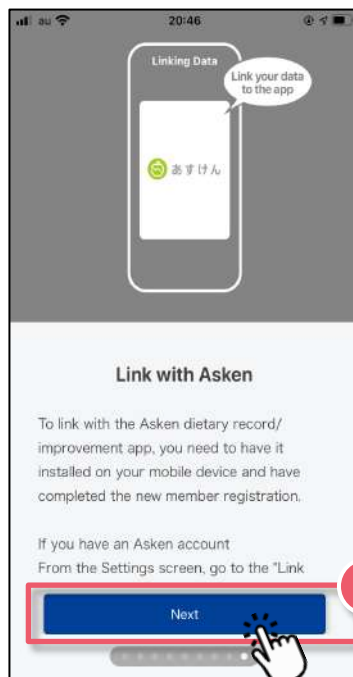 au
20:46
Linking Data
Link your data
to the app
あすけん
Link with Asken
To link with the Asken dietary record/
improvement app, you need to have it
installed on your mobile device and have
completed the new member registration.
If you have an Asken account
From the Settings screen, go to the "Link
Next